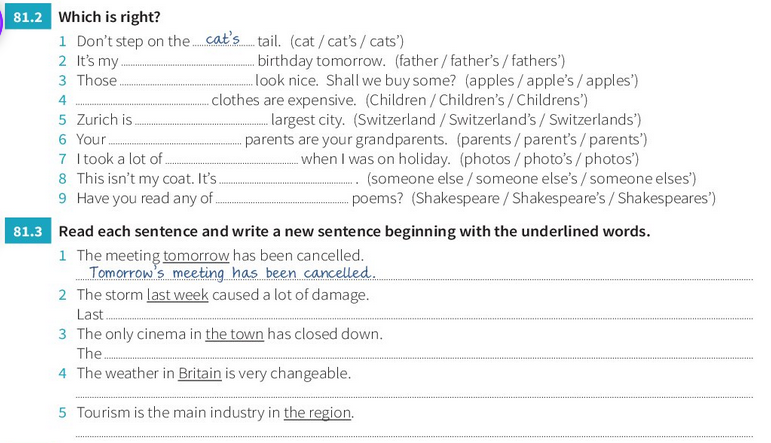 81.2 Which is right?
1 Don't step on the cat's tail. (cat / cat's / cats')
2 It's my ............ birthday tomorrow. (father / father's / fathers')
3 Those ............ look nice. Shall we buy some? (apples / apple's / apples')
4 ............ clothes are expensive. (Children / Children's / Childrens')
5 Zurich is ............ largest city. (Switzerland / Switzerland's / Switzerlands')
6 Your ............ parents are your grandparents. (parents / parent's / parents')
7 I took a lot of ............ when I was on holiday. (photos / photo's / photos')
8 This isn't my coat. It's ............ . (someone else / someone else's / someone elses')
9 Have you read any of ............ poems? (Shakespeare / Shakespeare's / Shakespeares')
81.3 Read each sentence and write a new sentence beginning with the underlined words.
1 The meeting tomorrow has been cancelled.
Tomorrow's meeting has been cancelled.
2 The storm last week caused a lot of damage.
Last ............
3 The only cinema in the town has closed down.
The ............
4 The weather in Britain is very changeable.
5 Tourism is the main industry in the region.